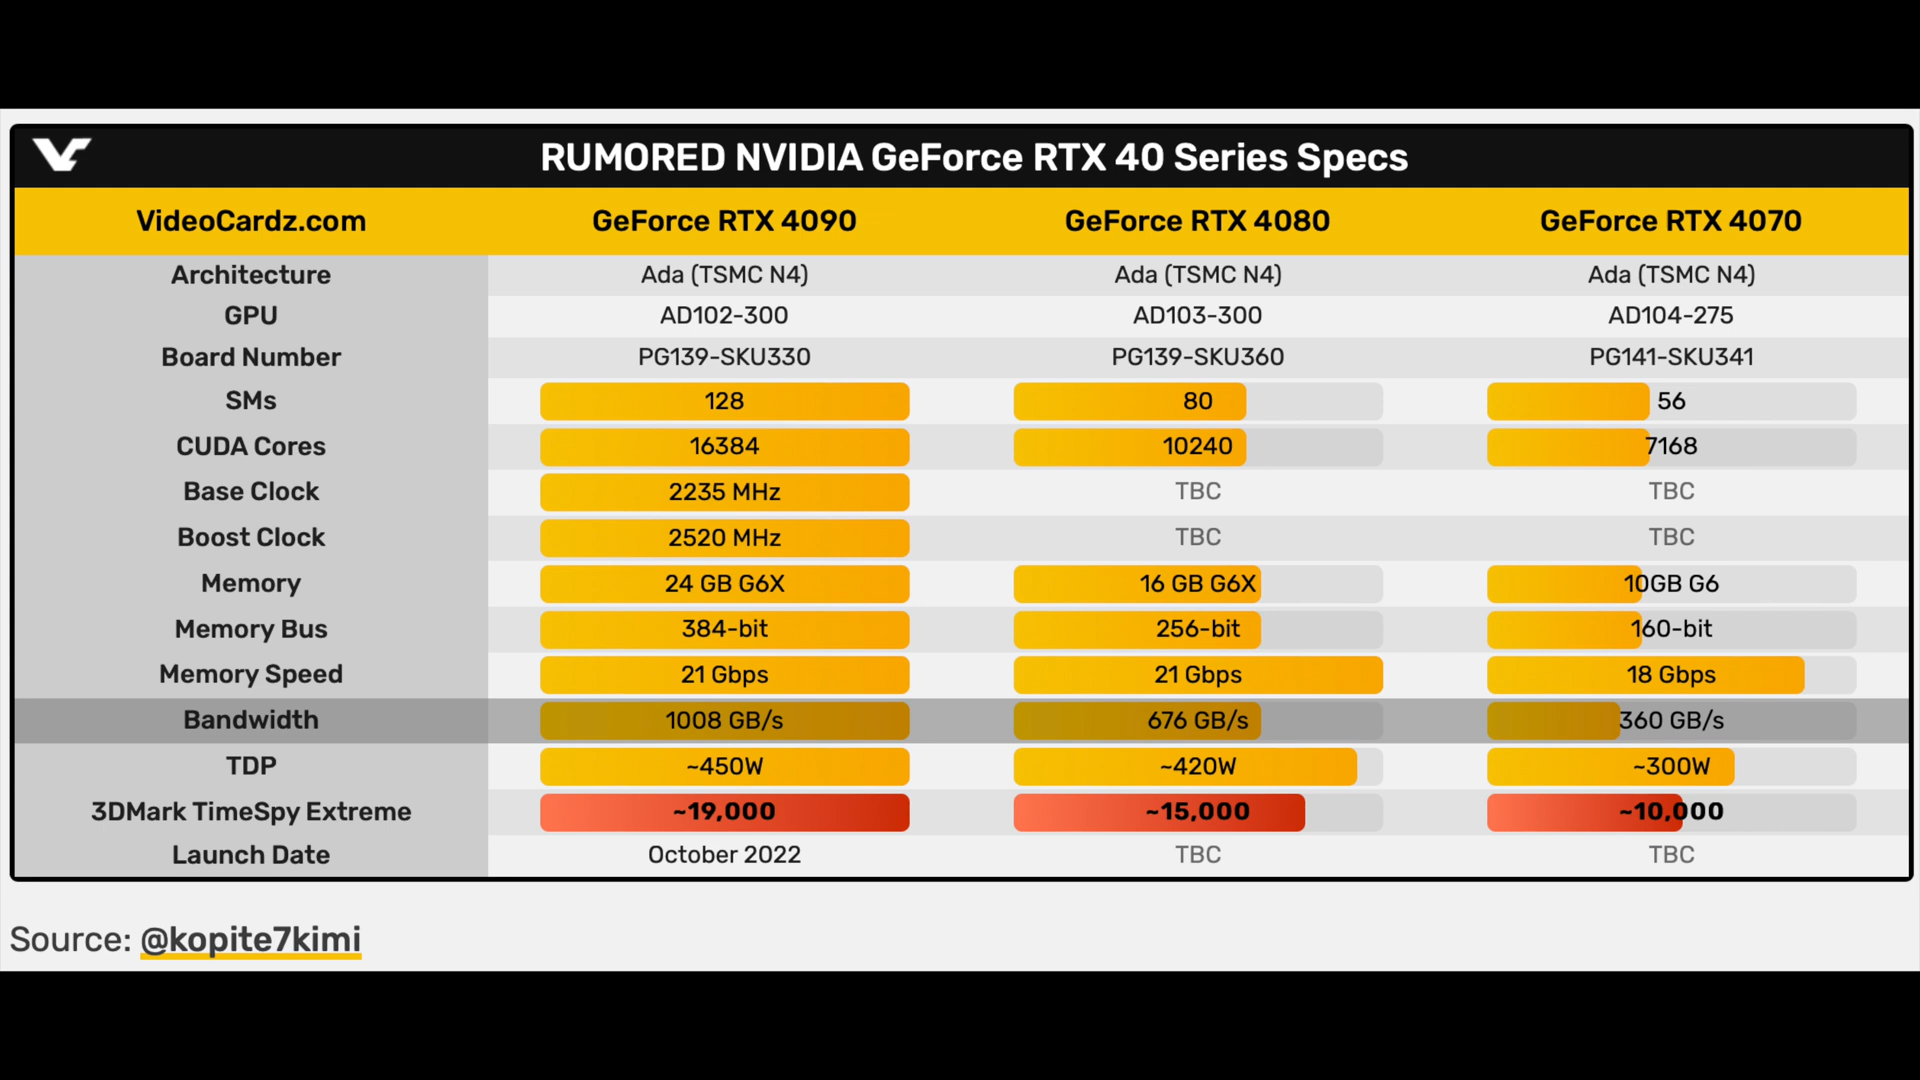 RUMORED NVIDIA GeForce RTX 40 Series Specs
VideoCardz.com GeForce RTX 4090 GeForce RTX 4080 GeForce RTX 4070
Architecture Ada (TSMC N4) Ada (TSMC N4) Ada (TSMC N4)
GPU AD102-300 AD103-300 AD104-275
Board Number PG139-SKU330 PG139-SKU360 PG141-SKU341
SMs 128 80 56
CUDA Cores 16384 10240 7168
Base Clock 2235 MHz TBC TBC
Boost Clock 2520 MHz TBC TBC
Memory 24 GB G6X 16 GB G6X 10GB G6
Memory Bus 384-bit 256-bit 160-bit
Memory Speed 21 Gbps 21 Gbps 18 Gbps
Bandwidth 1008 GB/s 676 GB/s 360 GB/s
TDP ~450W ~420W ~300W
3DMark TimeSpy Extreme ~19,000 ~15,000 ~10,000
Launch Date October 2022 TBC TBC
Source: @kopite7kimi